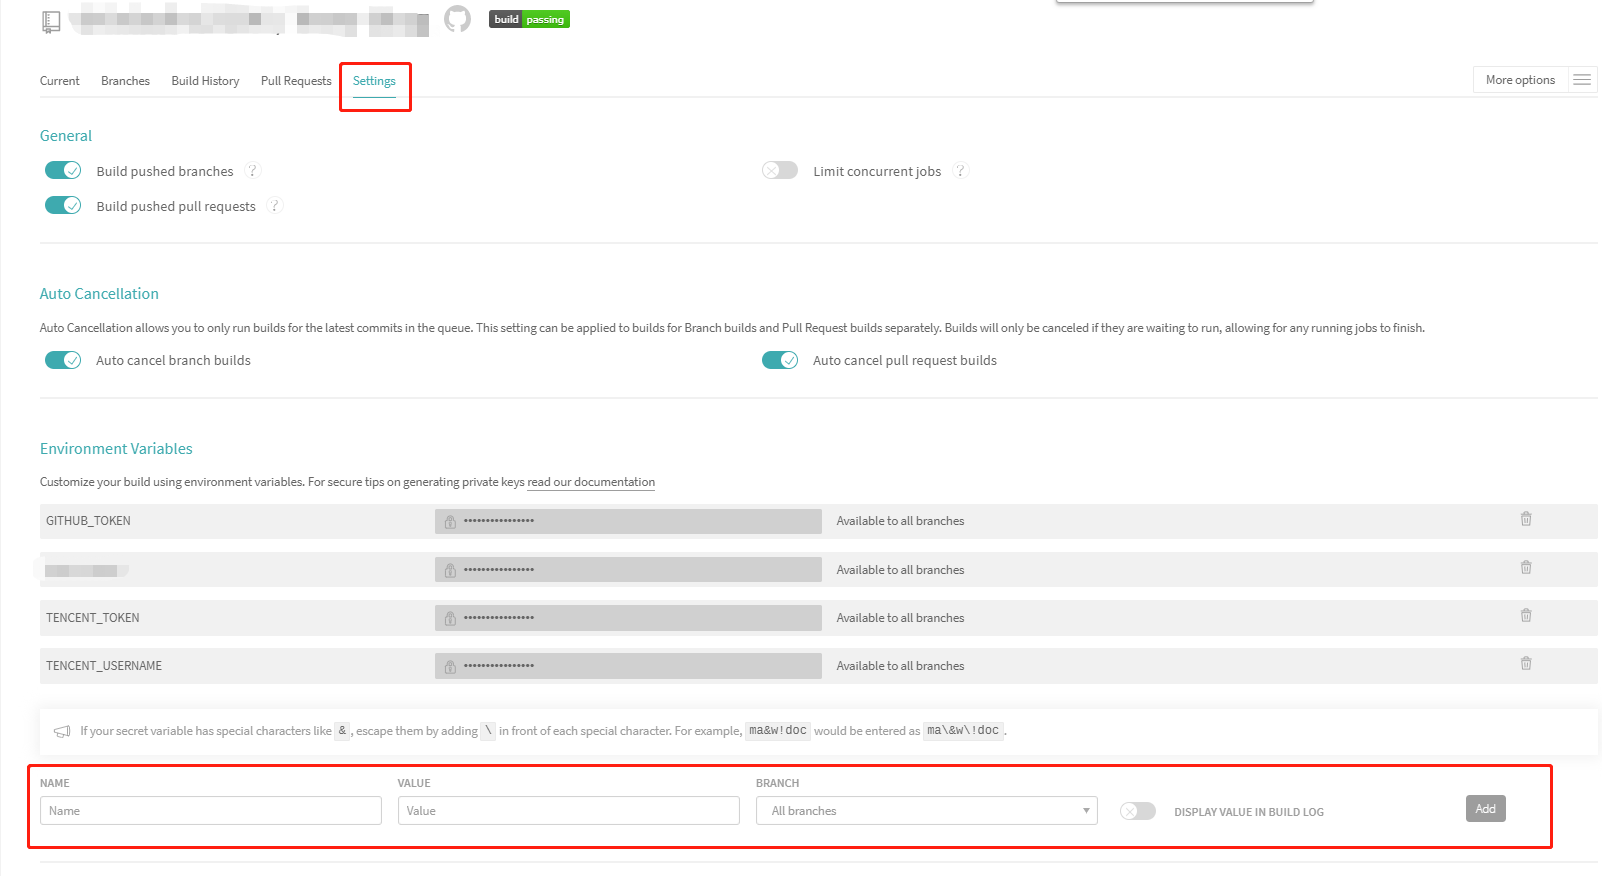 build passing
Current Branches Build History Pull Requests Settings More options
General
Build pushed branches ? Limit concurrent jobs ?
Build pushed pull requests ?
Auto Cancellation
Auto Cancellation allows you to only run builds for the latest commits in the queue. This setting can be applied to builds for Branch builds and Pull Request builds separately. Builds will only be canceled if they are waiting to run, allowing for any running jobs to finish.
Auto cancel branch builds Auto cancel pull request builds
Environment Variables
Customize your build using environment variables. For secure tips on generating private keys read our documentation
GITHUB_TOKEN •••••••••••••••• Available to all branches
•••••••••••••••• Available to all branches
TENCENT_TOKEN •••••••••••••••• Available to all branches
TENCENT_USERNAME •••••••••••••••• Available to all branches
If your secret variable has special characters like &, escape them by adding \ in front of each special character. For example, ma&w!doc would be entered as ma\&w\!doc.
NAME VALUE BRANCH
Name Value All branches DISPLAY VALUE IN BUILD LOG Add